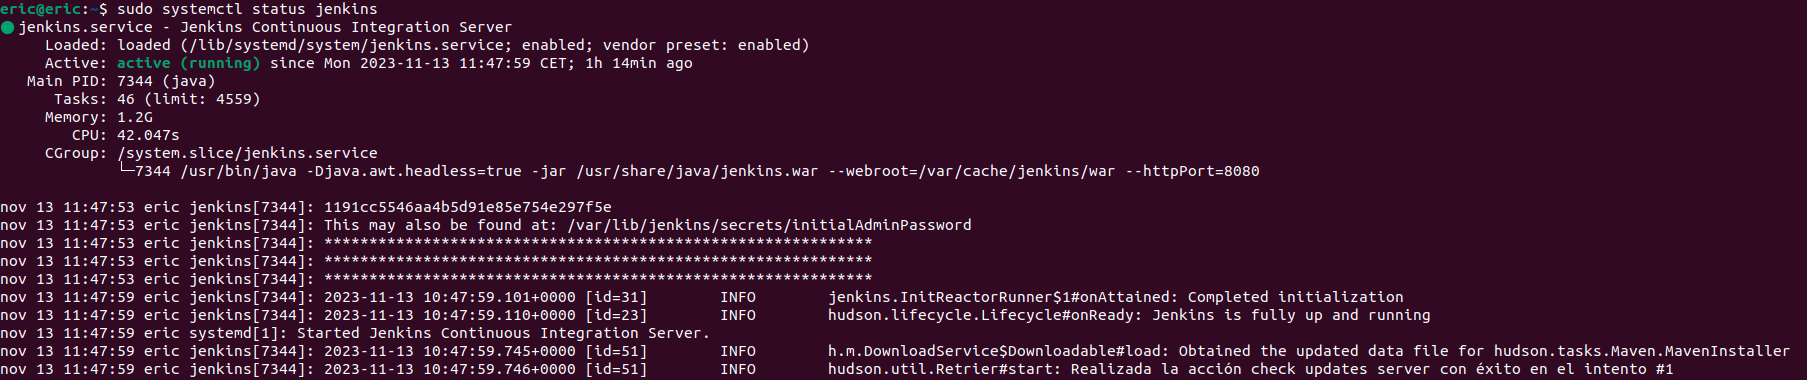 eric@eric:~$ sudo systemctl status jenkins
● jenkins.service - Jenkins Continuous Integration Server
     Loaded: loaded (/lib/systemd/system/jenkins.service; enabled; vendor preset: enabled)
     Active: active (running) since Mon 2023-11-13 11:47:59 CET; 1h 14min ago
   Main PID: 7344 (java)
      Tasks: 46 (limit: 4559)
     Memory: 1.2G
        CPU: 42.047s
     CGroup: /system.slice/jenkins.service
             └─7344 /usr/bin/java -Djava.awt.headless=true -jar /usr/share/java/jenkins.war --webroot=/var/cache/jenkins/war --httpPort=8080

nov 13 11:47:53 eric jenkins[7344]: 1191cc5546aa4b5d91e85e754e297f5e
nov 13 11:47:53 eric jenkins[7344]: This may also be found at: /var/lib/jenkins/secrets/initialAdminPassword
nov 13 11:47:53 eric jenkins[7344]: *************************************************************
nov 13 11:47:53 eric jenkins[7344]: *************************************************************
nov 13 11:47:53 eric jenkins[7344]: *************************************************************
nov 13 11:47:59 eric jenkins[7344]: 2023-11-13 10:47:59.101+0000 [id=31]        INFO        jenkins.InitReactorRunner$1#onAttained: Completed initialization
nov 13 11:47:59 eric jenkins[7344]: 2023-11-13 10:47:59.110+0000 [id=23]        INFO        hudson.lifecycle.Lifecycle#onReady: Jenkins is fully up and running
nov 13 11:47:59 eric systemd[1]: Started Jenkins Continuous Integration Server.
nov 13 11:47:59 eric jenkins[7344]: 2023-11-13 10:47:59.745+0000 [id=51]        INFO        h.m.DownloadService$Downloadable#load: Obtained the updated data file for hudson.tasks.Maven.MavenInstaller
nov 13 11:47:59 eric jenkins[7344]: 2023-11-13 10:47:59.746+0000 [id=51]        INFO        hudson.util.Retrier#start: Realizada la acción check updates server con éxito en el intento #1